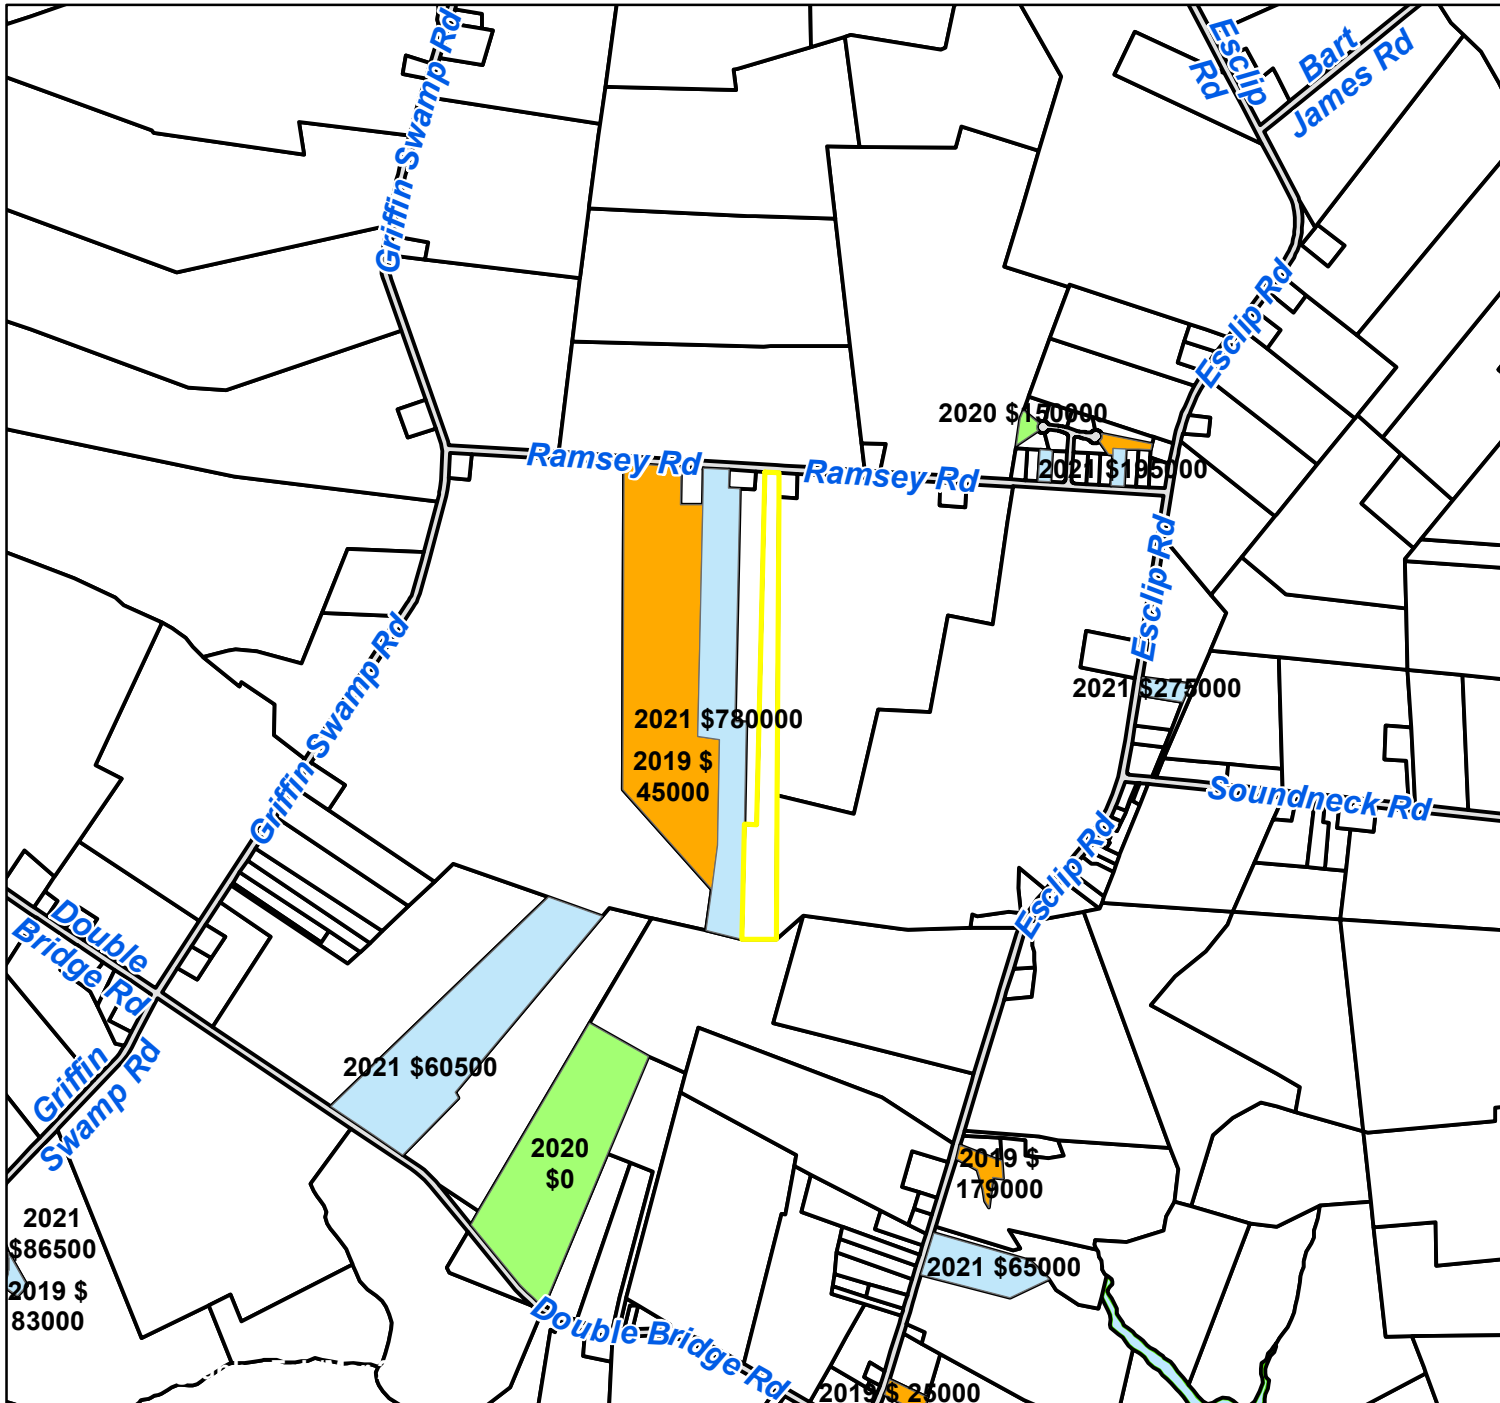 Griffin Swamp Rd
Esclip
Rd
Bart
James Rd
Esclip Rd
2020 $150000
Ramsey Rd
Ramsey Rd
2021 $195000
Esclip Rd
Griffin Swamp Rd
2021 $275000
2021 $780000
2019 $
45000
Soundneck Rd
Esclip Rd
Double
Bridge Rd
Griffin
Swamp Rd
2021 $60500
2020
$0
2019 $
179000
2021
$86500
2019 $
83000
2021 $65000
Double Bridge Rd
2019 $ 25000